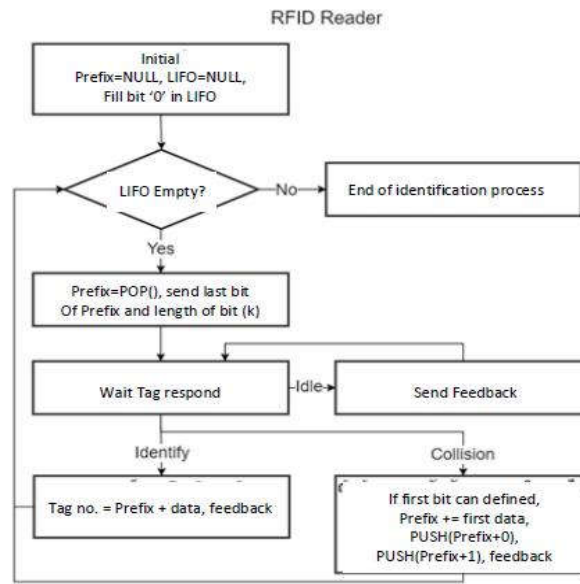 RFID Reader
Initial
Prefix=NULL, LIFO=NULL,
Fill bit ‘0’ in LIFO
LIFO Empty?
No
End of identification process
Yes
Prefix=POP(), send last bit
Of Prefix and length of bit (k)
Wait Tag respond
Idle
Send Feedback
Identify
Collision
Tag no. = Prefix + data, feedback
If first bit can defined,
Prefix += first data,
PUSH(Prefix+0),
PUSH(Prefix+1), feedback